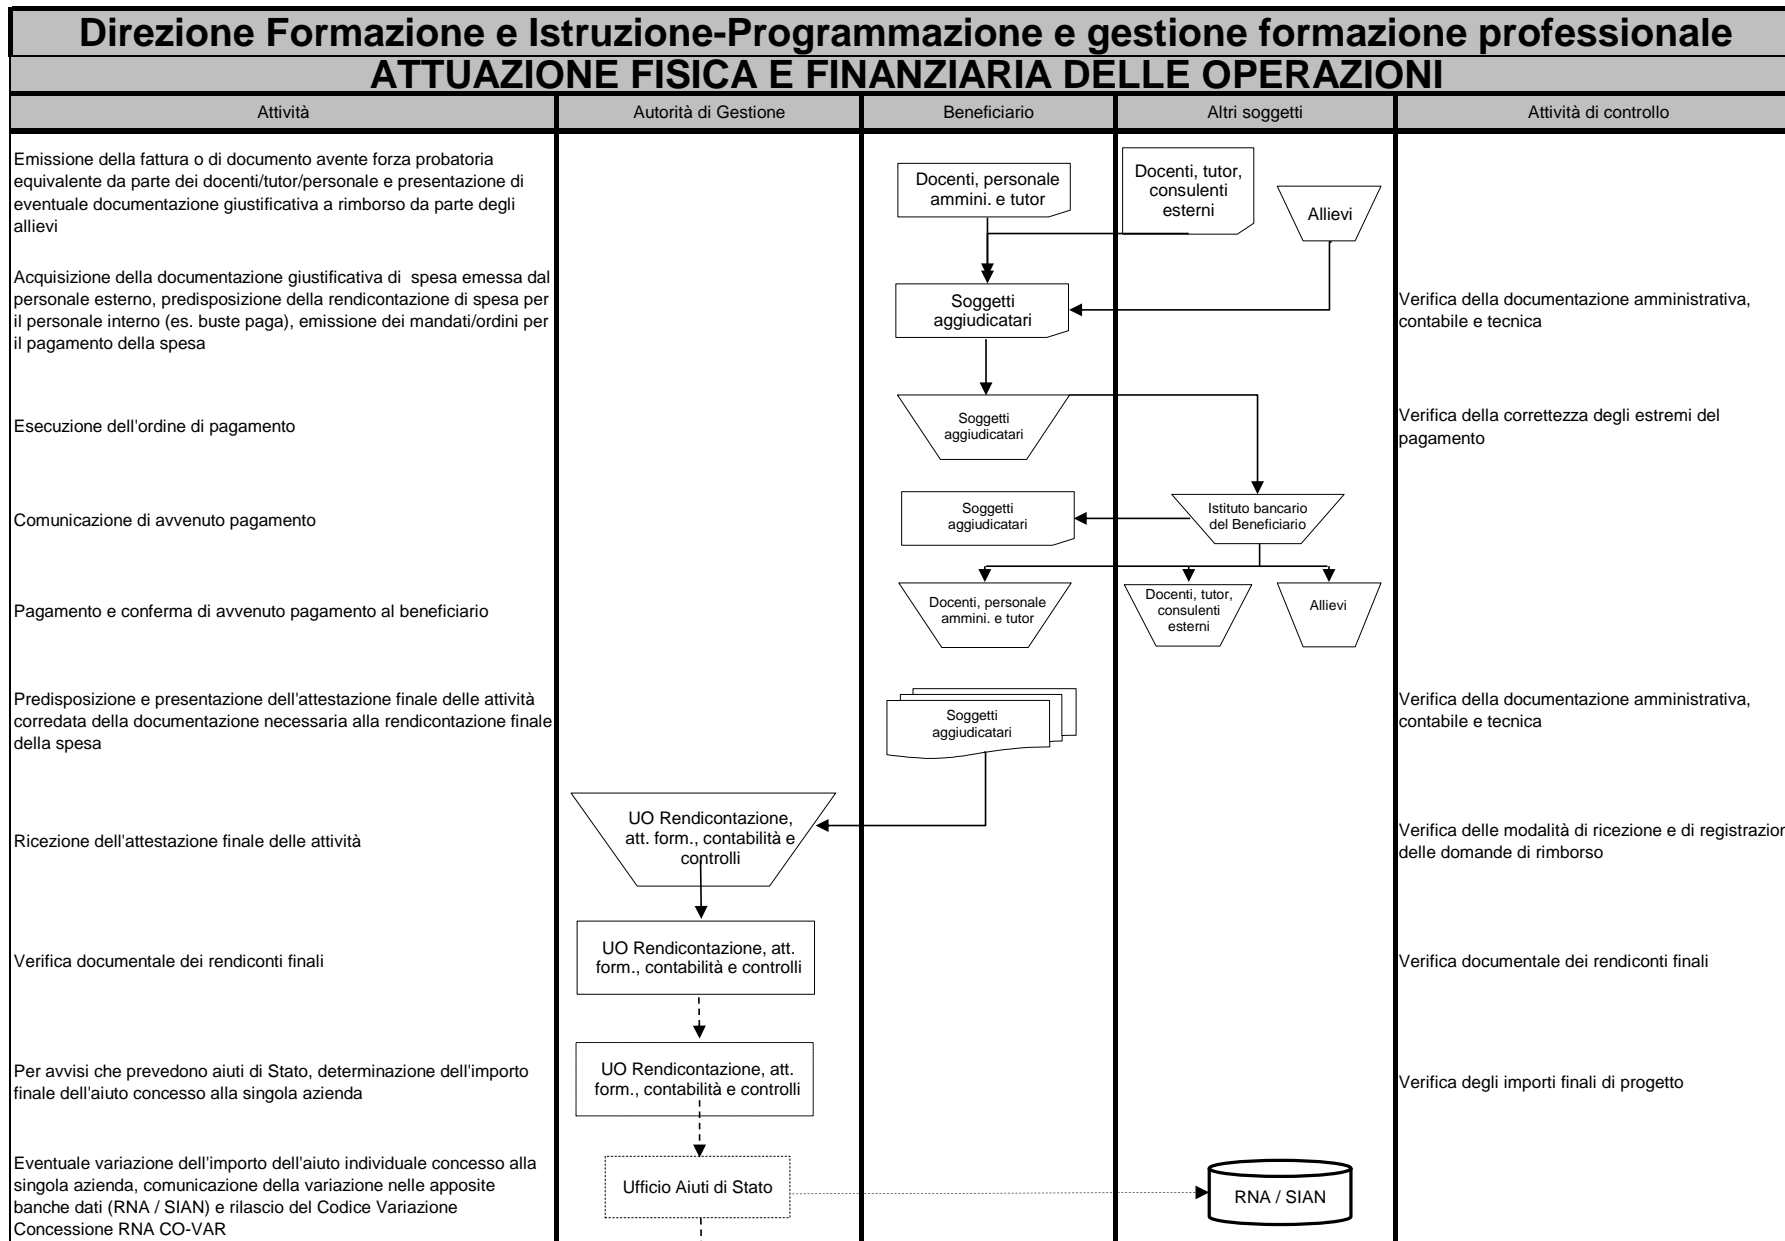 Direzione Formazione e Istruzione-Programmazione e gestione formazione professionale
ATTUAZIONE FISICA E FINANZIARIA DELLE OPERAZIONI
Attività
Autorità di Gestione
Beneficiario
Altri soggetti
Attività di controllo
Emissione della fattura o di documento avente forza probatoria
equivalente da parte dei docenti/tutor/personale e presentazione di
eventuale documentazione giustificativa a rimborso da parte degli
allievi
Docenti, personale
ammini. e tutor
Docenti, tutor,
consulenti
esterni
Allievi
Acquisizione della documentazione giustificativa di spesa emessa dal
personale esterno, predisposizione della rendicontazione di spesa per
il personale interno (es. buste paga), emissione dei mandati/ordini per
il pagamento della spesa
Soggetti
aggiudicatari
Verifica della documentazione amministrativa,
contabile e tecnica
Esecuzione dell'ordine di pagamento
Soggetti
aggiudicatari
Verifica della correttezza degli estremi del
pagamento
Comunicazione di avvenuto pagamento
Soggetti
aggiudicatari
Istituto bancario
del Beneficiario
Pagamento e conferma di avvenuto pagamento al beneficiario
Docenti, personale
ammini. e tutor
Docenti, tutor,
consulenti
esterni
Allievi
Predisposizione e presentazione dell'attestazione finale delle attività
corredata della documentazione necessaria alla rendicontazione finale
della spesa
Soggetti
aggiudicatari
Verifica della documentazione amministrativa,
contabile e tecnica
Ricezione dell'attestazione finale delle attività
UO Rendicontazione,
att. form., contabilità e
controlli
Verifica delle modalità di ricezione e di registrazion
delle domande di rimborso
Verifica documentale dei rendiconti finali
UO Rendicontazione, att.
form., contabilità e controlli
Verifica documentale dei rendiconti finali
Per avvisi che prevedono aiuti di Stato, determinazione dell'importo
finale dell'aiuto concesso alla singola azienda
UO Rendicontazione, att.
form., contabilità e controlli
Verifica degli importi finali di progetto
Eventuale variazione dell'importo dell'aiuto individuale concesso alla
singola azienda, comunicazione della variazione nelle apposite
banche dati (RNA / SIAN) e rilascio del Codice Variazione
Concessione RNA CO-VAR
Ufficio Aiuti di Stato
RNA / SIAN